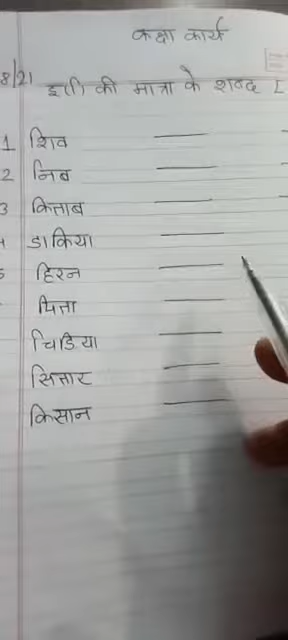 कक्षा कार्य
8/21
इ(ि) की मात्रा के शब्द [
1 शिव
2 निब
3 किताब
4 डाकिया
5 हिरन
पिता
चिडिया
सितार
किसान